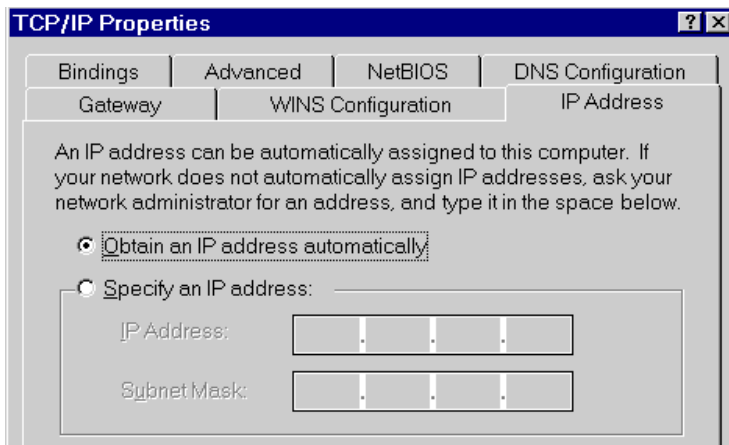 TCP/IP Properties
Bindings Advanced NetBIOS DNS Configuration
Gateway WINS Configuration IP Address
An IP address can be automatically assigned to this computer. If
your network does not automatically assign IP addresses, ask your
network administrator for an address, and type it in the space below.
Obtain an IP address automatically
Specify an IP address:
IP Address:
Subnet Mask: